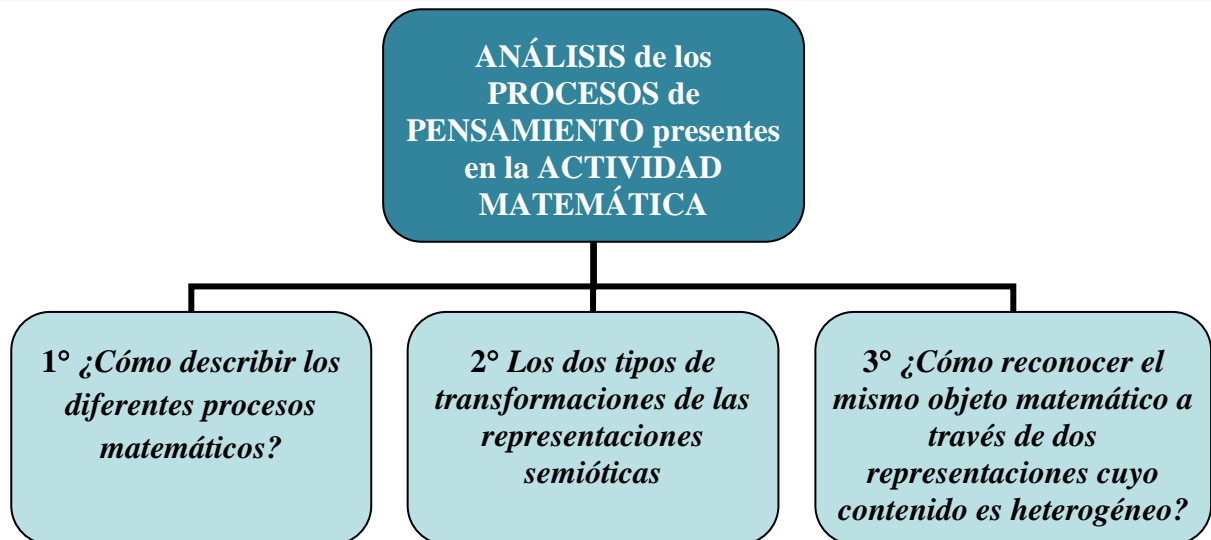 ANÁLISIS de los
PROCESOS de
PENSAMIENTO presentes
en la ACTIVIDAD
MATEMÁTICA
1° ¿Cómo describir los
diferentes procesos
matemáticos?
2° Los dos tipos de
transformaciones de las
representaciones
semióticas
3° ¿Cómo reconocer el
mismo objeto matemático a
través de dos
representaciones cuyo
contenido es heterogéneo?